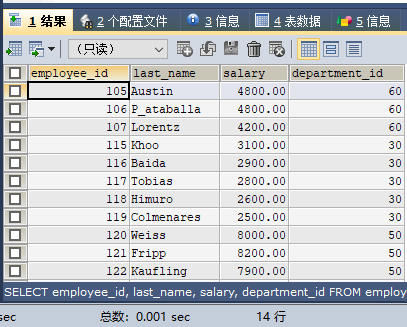 1 结果 2 个配置文件 3 信息 4 表数据 5 信息
（只读）
employee_id last_name salary department_id
105 Austin 4800.00 60
106 P_ataballa 4800.00 60
107 Lorentz 4200.00 60
115 Khoo 3100.00 30
116 Baida 2900.00 30
117 Tobias 2800.00 30
118 Himuro 2600.00 30
119 Colmenares 2500.00 30
120 Weiss 8000.00 50
121 Fripp 8200.00 50
122 Kaufling 7900.00 50
SELECT employee_id, last_name, salary, department_id FROM employ
sec 总数: 0.001 sec 14 行